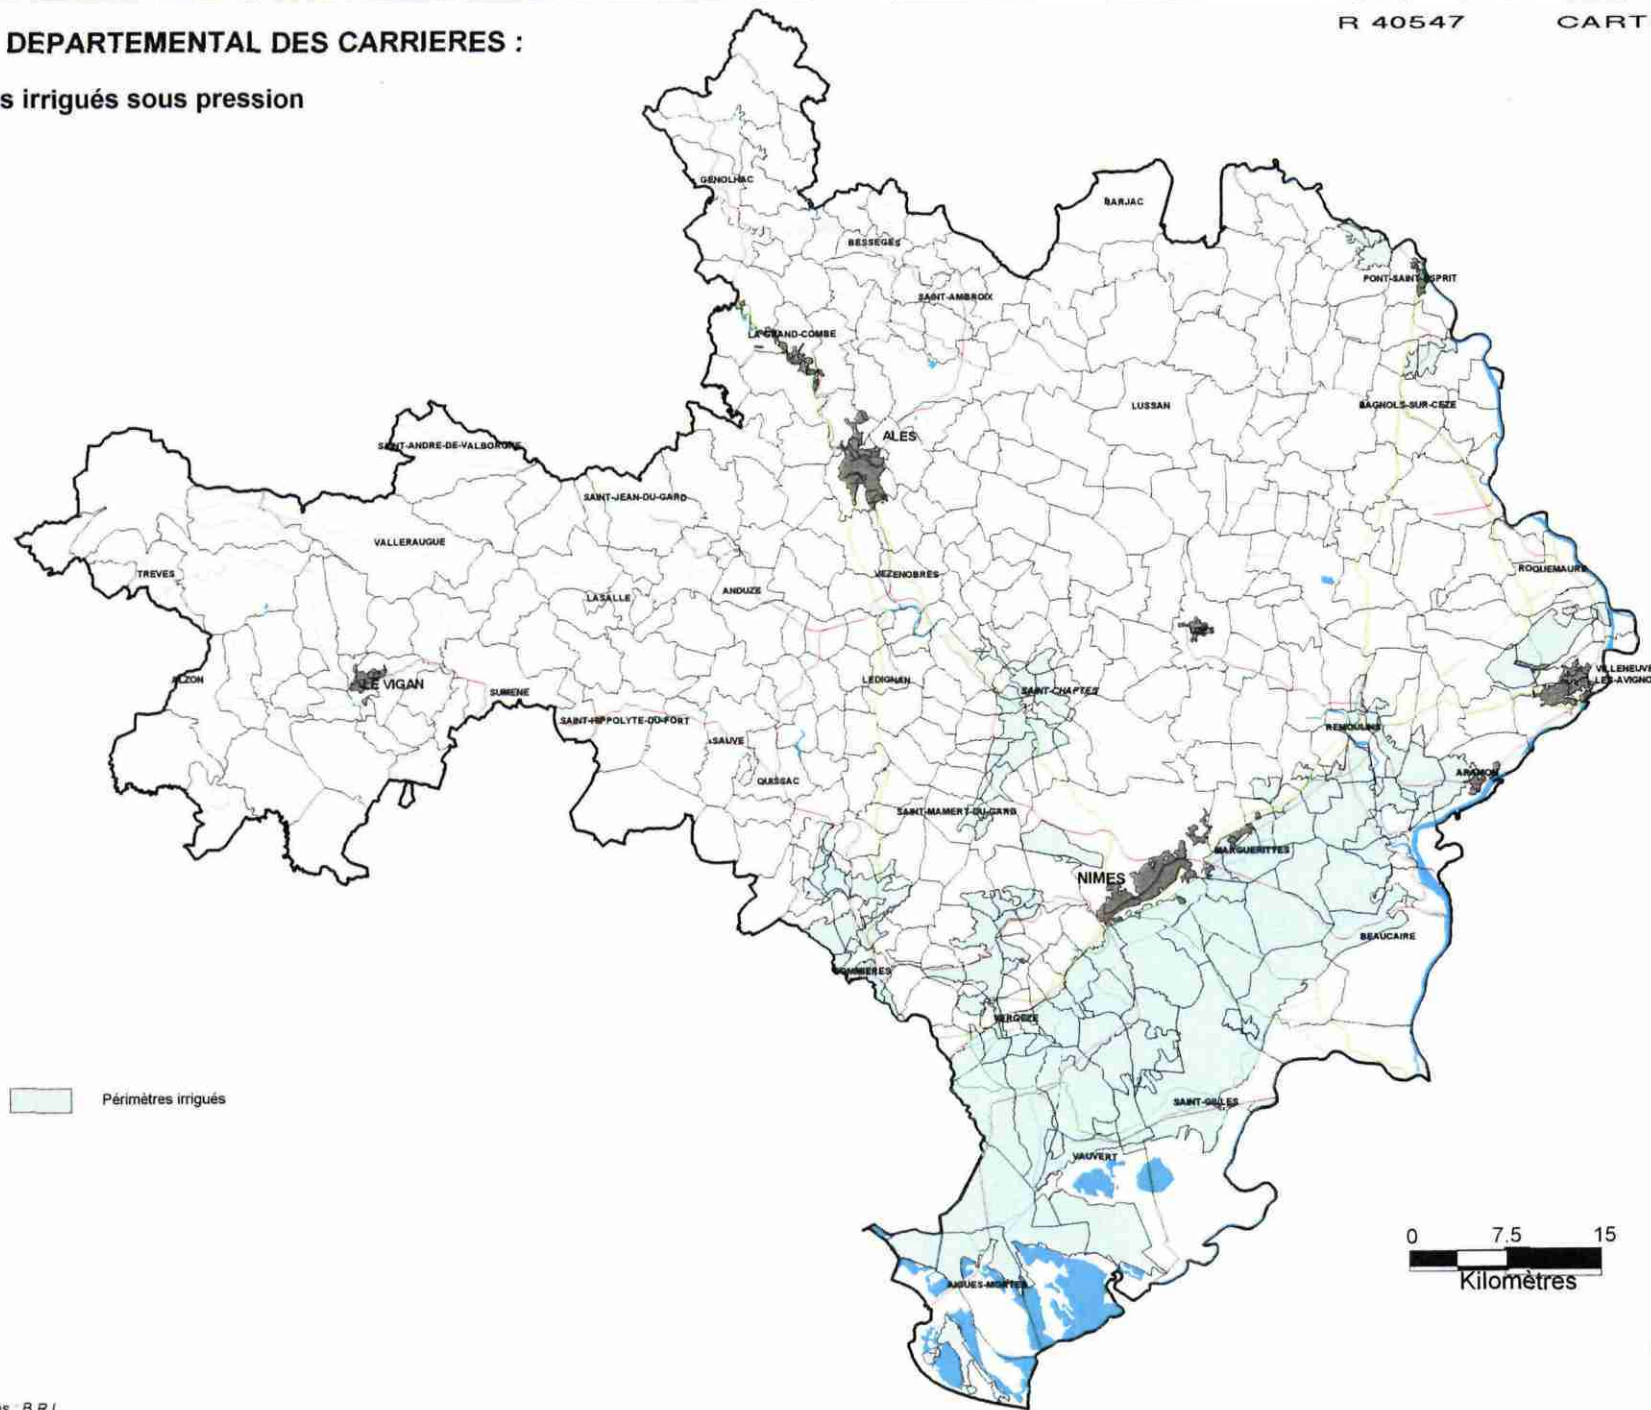 R 40547 CART
DEPARTEMENTAL DES CARRIERES :
s irrigués sous pression
GENOLHAC
BARJAC
BESSEGES
PONT-SAINT-ESPRIT
SAINT-AMBROIX
LA GRAND-COMBE
LUSSAN
BAGNOLS-SUR-CEZE
ALES
SAINT-ANDRE-DE-VALBORGNE
SAINT-JEAN-DU-GARD
VALLERAUGUE
TREVES
VEZENOBRES
ROQUEMAURE
ANDUZE
LASALLE
VILLENEUVE
LES-AVIGNO
ALZON
LE VIGAN
LEDIGNAN
SUMENE
SAINT-CHAPTES
SAINT-HIPPOLYTE-DU-FORT
REMOULINS
SAUVE
ARAMON
QUISSAC
SAINT-MAMERT-DU-GARD
MARGUERITTES
NIMES
BEAUCAIRE
SOMMIERES
VERGEZE
Périmètres irrigués
SAINT-GILLES
VAUVERT
0 7.5 15
Kilomètres
AIGUES-MORTES
: B.R.L.